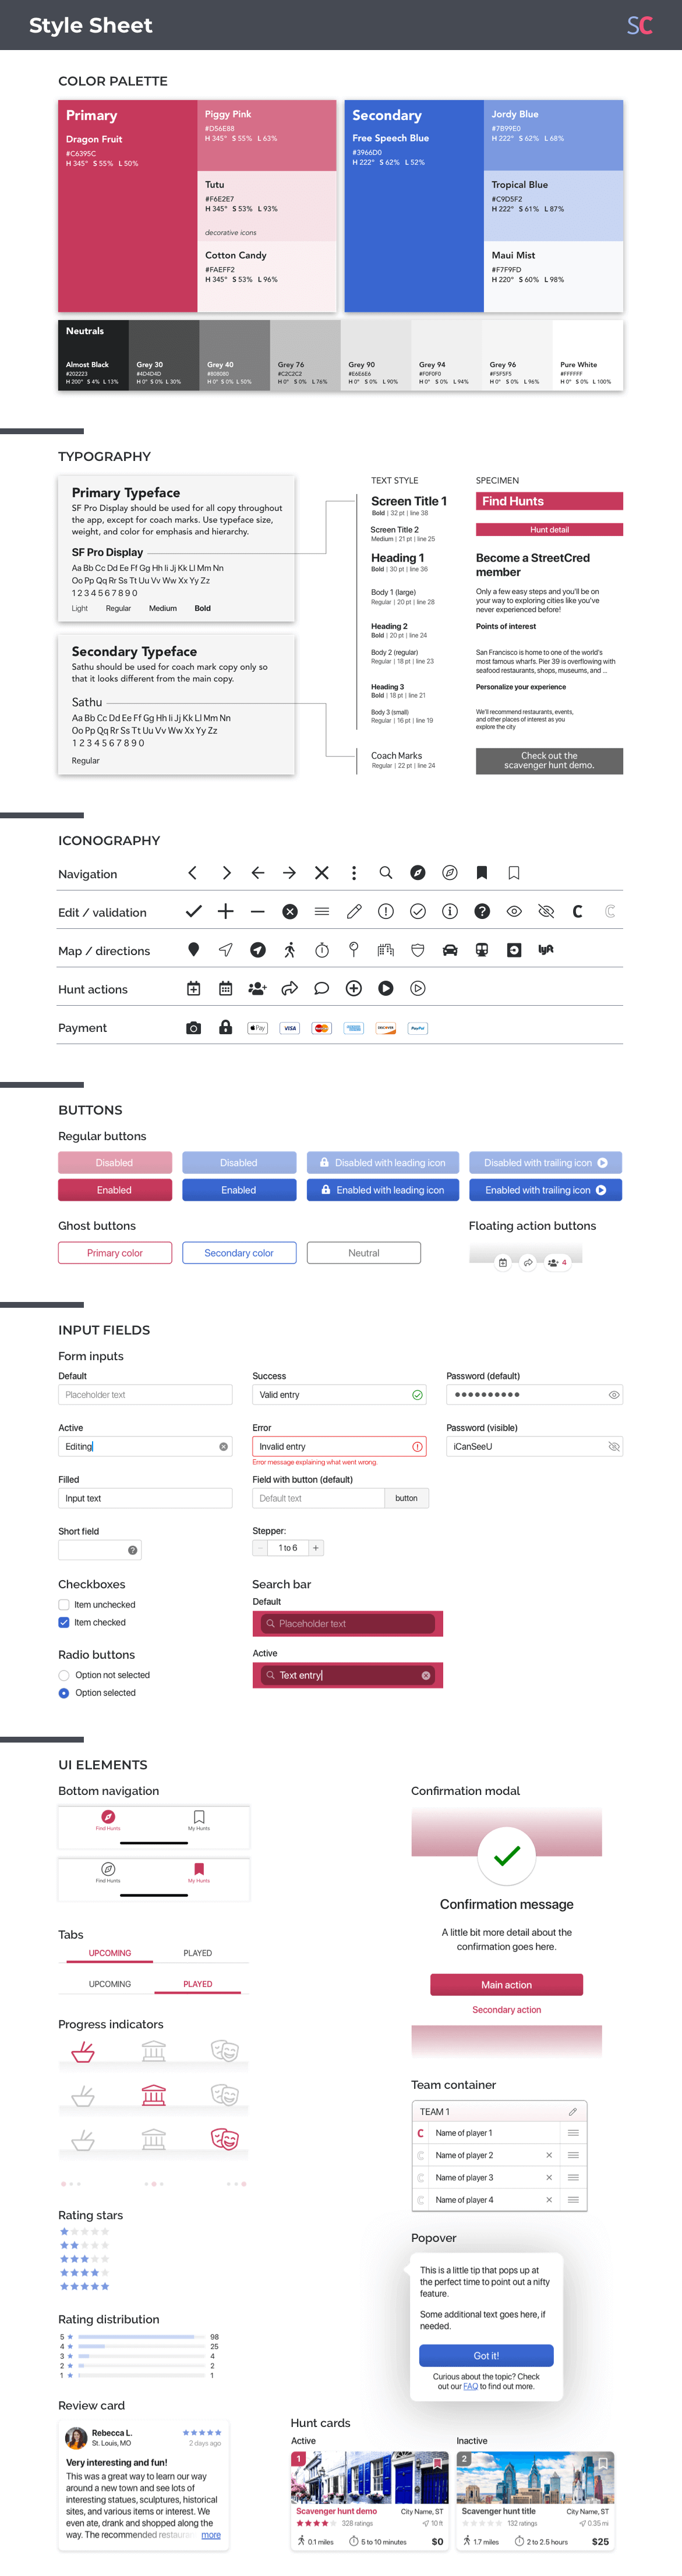 Style Sheet
SC
COLOR PALETTE
Primary
Dragon Fruit
#C6395C
H 345° S 55% L 50%
Piggy Pink
#D56E88
H 345° S 55% L 63%
Tutu
#F6E2E7
H 345° S 53% L 93%
decorative icons
Cotton Candy
#FAEFF2
H 345° S 53% L 96%
Secondary
Free Speech Blue
#3966D0
H 222° S 62% L 52%
Jordy Blue
#7B99E0
H 222° S 62% L 68%
Tropical Blue
#C9D5F2
H 222° S 61% L 87%
Maui Mist
#F7F9FD
H 220° S 60% L 98%
Neutrals
Almost Black
#202223
H 200° S 4% L 13%
Grey 30
#4D4D4D
H 0° S 0% L 30%
Grey 40
#808080
H 0° S 0% L 50%
Grey 76
#C2C2C2
H 0° S 0% L 76%
Grey 90
#E6E6E6
H 0° S 0% L 90%
Grey 94
#F0F0F0
H 0° S 0% L 94%
Grey 96
#F5F5F5
H 0° S 0% L 96%
Pure White
#FFFFFF
H 0° S 0% L 100%
TYPOGRAPHY
Primary Typeface
SF Pro Display should be used for all copy throughout
the app, except for coach marks. Use typeface size,
weight, and color for emphasis and hierarchy.
SF Pro Display
Aa Bb Cc Dd Ee Ff Gg Hh Ii Jj Kk Ll Mm Nn
Oo Pp Qq Rr Ss Tt Uu Vv Ww Xx Yy Zz
1 2 3 4 5 6 7 8 9 0
Light Regular Medium Bold
Secondary Typeface
Sathu should be used for coach mark copy only so
that it looks different from the main copy.
Sathu
Aa Bb Cc Dd Ee Ff Gg Hh Ii Jj Kk Ll Mm Nn
Oo Pp Qq Rr Ss Tt Uu Vv Ww Xx Yy Zz
1 2 3 4 5 6 7 8 9 0
Regular
TEXT STYLE
SPECIMEN
Screen Title 1
Bold | 32 pt | line 38
Find Hunts
Screen Title 2
Medium | 21 pt | line 25
Hunt detail
Heading 1
Bold | 30 pt | line 36
Become a StreetCred
member
Body 1 (large)
Regular | 20 pt | line 28
Only a few easy steps and you'll be on
your way to exploring cities like you've
never experienced before!
Heading 2
Bold | 20 pt | line 24
Points of interest
Body 2 (regular)
Regular | 18 pt | line 23
San Francisco is home to one of the world's
most famous wharfs. Pier 39 is overflowing with
seafood restaurants, shops, museums, and ...
Heading 3
Bold | 18 pt | line 21
Personalize your experience
Body 3 (small)
Regular | 16 pt | line 19
We'll recommend restaurants, events,
and other places of interest as you
explore the city
Coach Marks
Regular | 22 pt | line 24
Check out the
scavenger hunt demo.
ICONOGRAPHY
Navigation
Edit / validation
C C
Map / directions
lyft
Hunt actions
Payment
Pay
VISA
DISCOVER
PayPal
BUTTONS
Regular buttons
Disabled
Disabled
Disabled with leading icon
Disabled with trailing icon
Enabled
Enabled
Enabled with leading icon
Enabled with trailing icon
Ghost buttons
Primary color
Secondary color
Neutral
Floating action buttons
4
INPUT FIELDS
Form inputs
Default
Placeholder text
Success
Valid entry
Password (default)
Active
Editing
Error
Invalid entry
Error message explaining what went wrong.
Password (visible)
iCanSeeU
Filled
Input text
Field with button (default)
Default text
button
Short field
Stepper:
1 to 6
Checkboxes
Item unchecked
Item checked
Radio buttons
Option not selected
Option selected
Search bar
Default
Placeholder text
Active
Text entry
UI ELEMENTS
Bottom navigation
Find Hunts
My Hunts
Find Hunts
My Hunts
Tabs
UPCOMING
PLAYED
UPCOMING
PLAYED
Progress indicators
Rating stars
Rating distribution
5 98
4 25
3 4
2 2
1 1
Review card
Rebecca L.
St. Louis, MO
2 days ago
Very interesting and fun!
This was a great way to learn our way
around a new town and see lots of
interesting statues, sculptures, historical
sites, and various items or interest. We
even ate, drank and shopped along the
way. The recommended restauran more
Confirmation modal
Confirmation message
A little bit more detail about the
confirmation goes here.
Main action
Secondary action
Team container
TEAM 1
C Name of player 1
C Name of player 2
C Name of player 3
C Name of player 4
Popover
This is a little tip that pops up at
the perfect time to point out a nifty
feature.
Some additional text goes here, if
needed.
Got it!
Curious about the topic? Check
out our FAQ to find out more.
Hunt cards
Active
1
Scavenger hunt demo
City Name, ST
328 ratings
10 ft
0.1 miles
5 to 10 minutes
$0
Inactive
2
Scavenger hunt title
City Name, ST
132 ratings
0.35 mi
1.7 miles
2 to 2.5 hours
$25